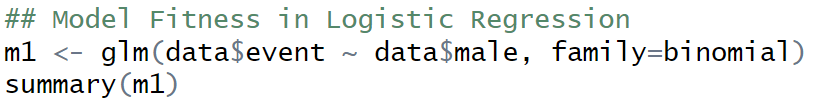 ## Model Fitness in Logistic Regression
m1 <- glm(data$event ~ data$male, family=binomial)
summary(m1)